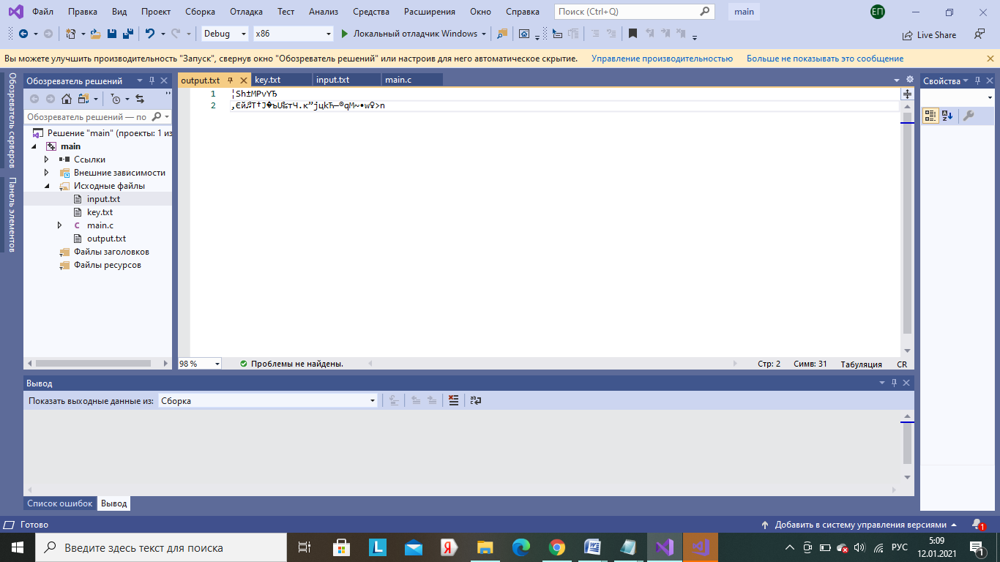 Файл Правка Вид Проект Сборка Отладка Тест Анализ Средства Расширения Окно Справка Поиск (Ctrl+Q) main ЕП
Debug x86 Локальный отладчик Windows Live Share
Вы можете улучшить производительность "Запуск", свернув окно "Обозреватель решений" или настроив для него автоматическое скрытие. Управление производительностью Больше не показывать это сообщение
Обозреватель серверов
Панель элементов
Обозреватель решений
Обозреватель решений — по
Решение "main" (проекты: 1 из
main
Ссылки
Внешние зависимости
Исходные файлы
input.txt
key.txt
main.c
output.txt
Файлы заголовков
Файлы ресурсов
output.txt key.txt input.txt main.c
1 ¦Sh±MPvYЂ
2
98 % Проблемы не найдены. Стр: 2 Симв: 31 Табуляция CR
Свойства
Вывод
Показать выходные данные из: Сборка
Список ошибок Вывод
Готово Добавить в систему управления версиями 1
Введите здесь текст для поиска
РУС
5:09
12.01.2021
1